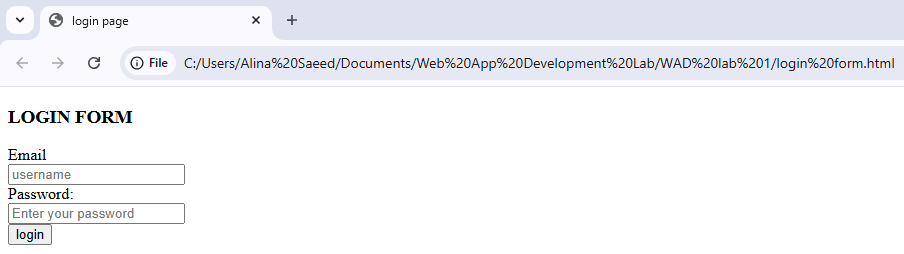 login page
File C:/Users/Alina%20Saeed/Documents/Web%20App%20Development%20Lab/WAD%20lab%201/login%20form.html
LOGIN FORM
Email
username
Password:
Enter your password
login